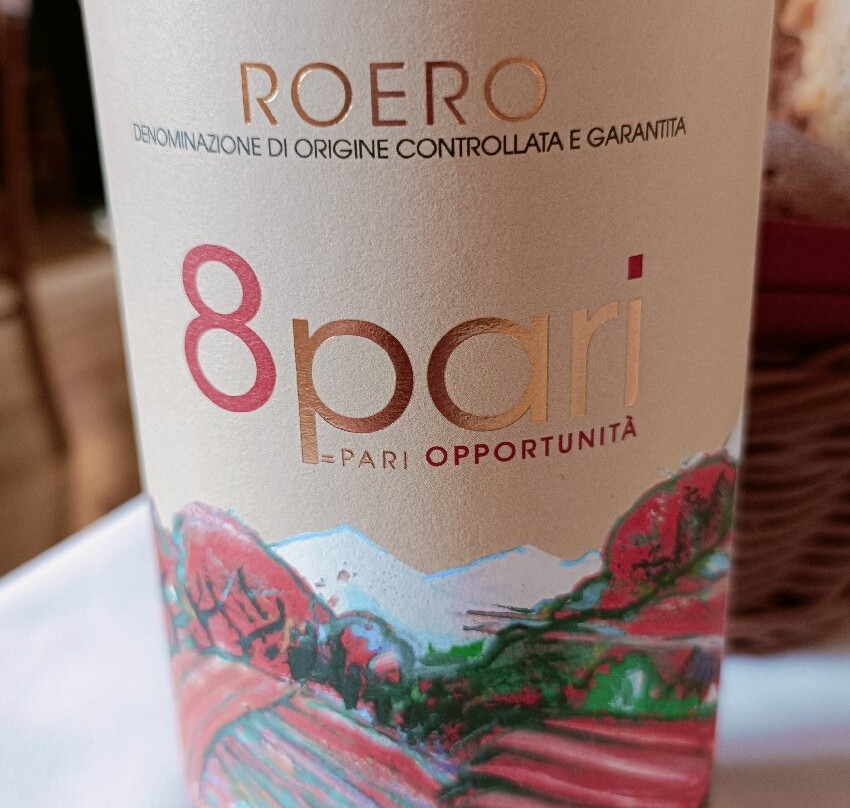 ROERO
DENOMINAZIONE DI ORIGINE CONTROLLATA E GARANTITA
8pari
=PARI OPPORTUNITÀ